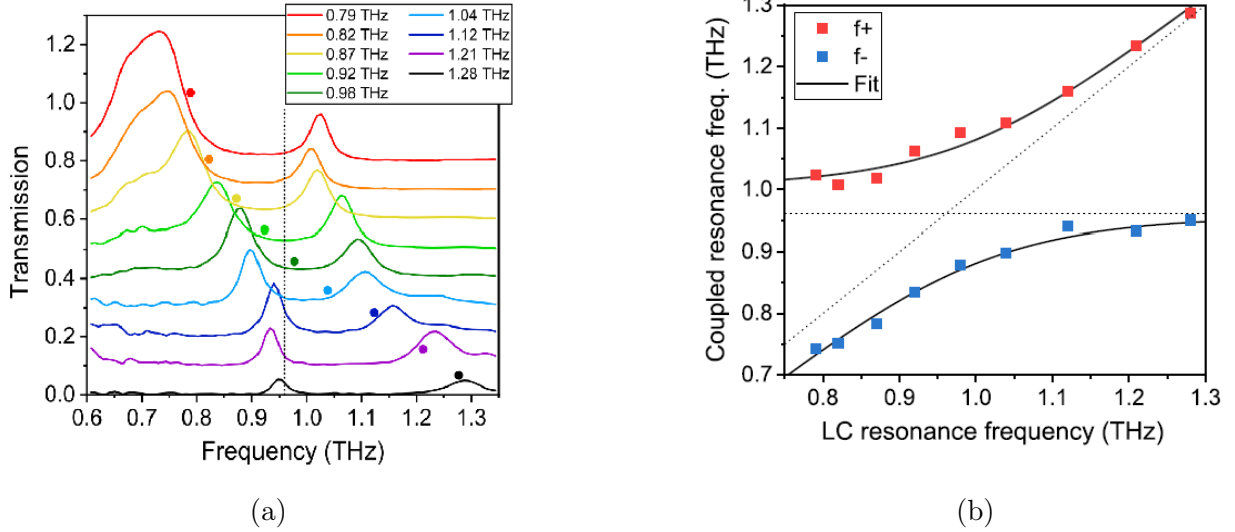 0.79 THz
0.82 THz
0.87 THz
0.92 THz
0.98 THz
1.04 THz
1.12 THz
1.21 THz
1.28 THz
Transmission
1.2
1.0
0.8
0.6
0.4
0.2
0.0
0.6 0.7 0.8 0.9 1.0 1.1 1.2 1.3
Frequency (THz)
(a)
f+
f-
Fit
Coupled resonance freq. (THz)
1.3
1.2
1.1
1.0
0.9
0.8
0.7
0.8 0.9 1.0 1.1 1.2 1.3
LC resonance frequency (THz)
(b)